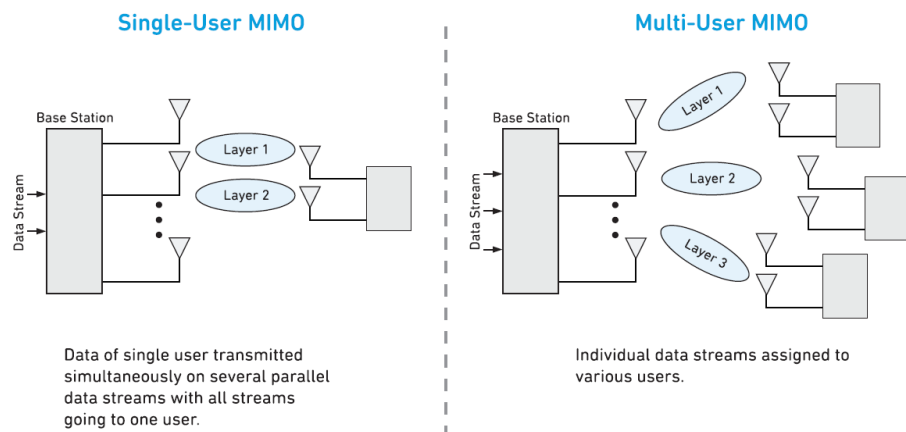 Single-User MIMO
Base Station
Data Stream
Layer 1
Layer 2
Data of single user transmitted
simultaneously on several parallel
data streams with all streams
going to one user.
Multi-User MIMO
Base Station
Data Stream
Layer 1
Layer 2
Layer 3
Individual data streams assigned to
various users.